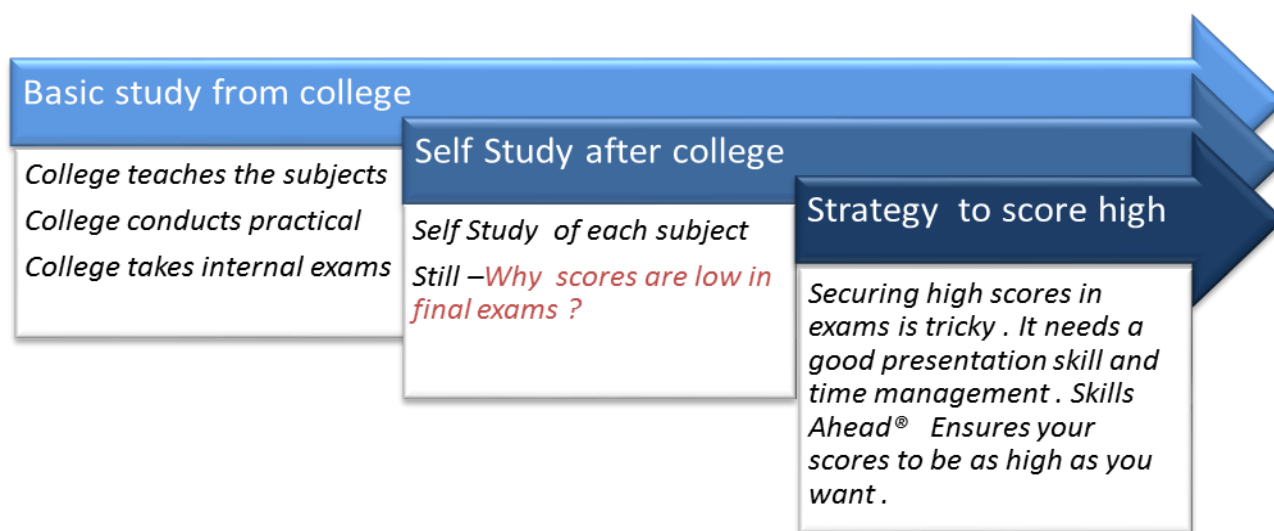 Basic study from college
College teaches the subjects
College conducts practical
College takes internal exams
Self Study after college
Self Study  of each subject
Still –Why  scores are low in
final exams ?
Strategy  to score high
Securing high scores in
exams is tricky . It needs a
good presentation skill and
time management . Skills
Ahead®   Ensures your
scores to be as high as you
want .